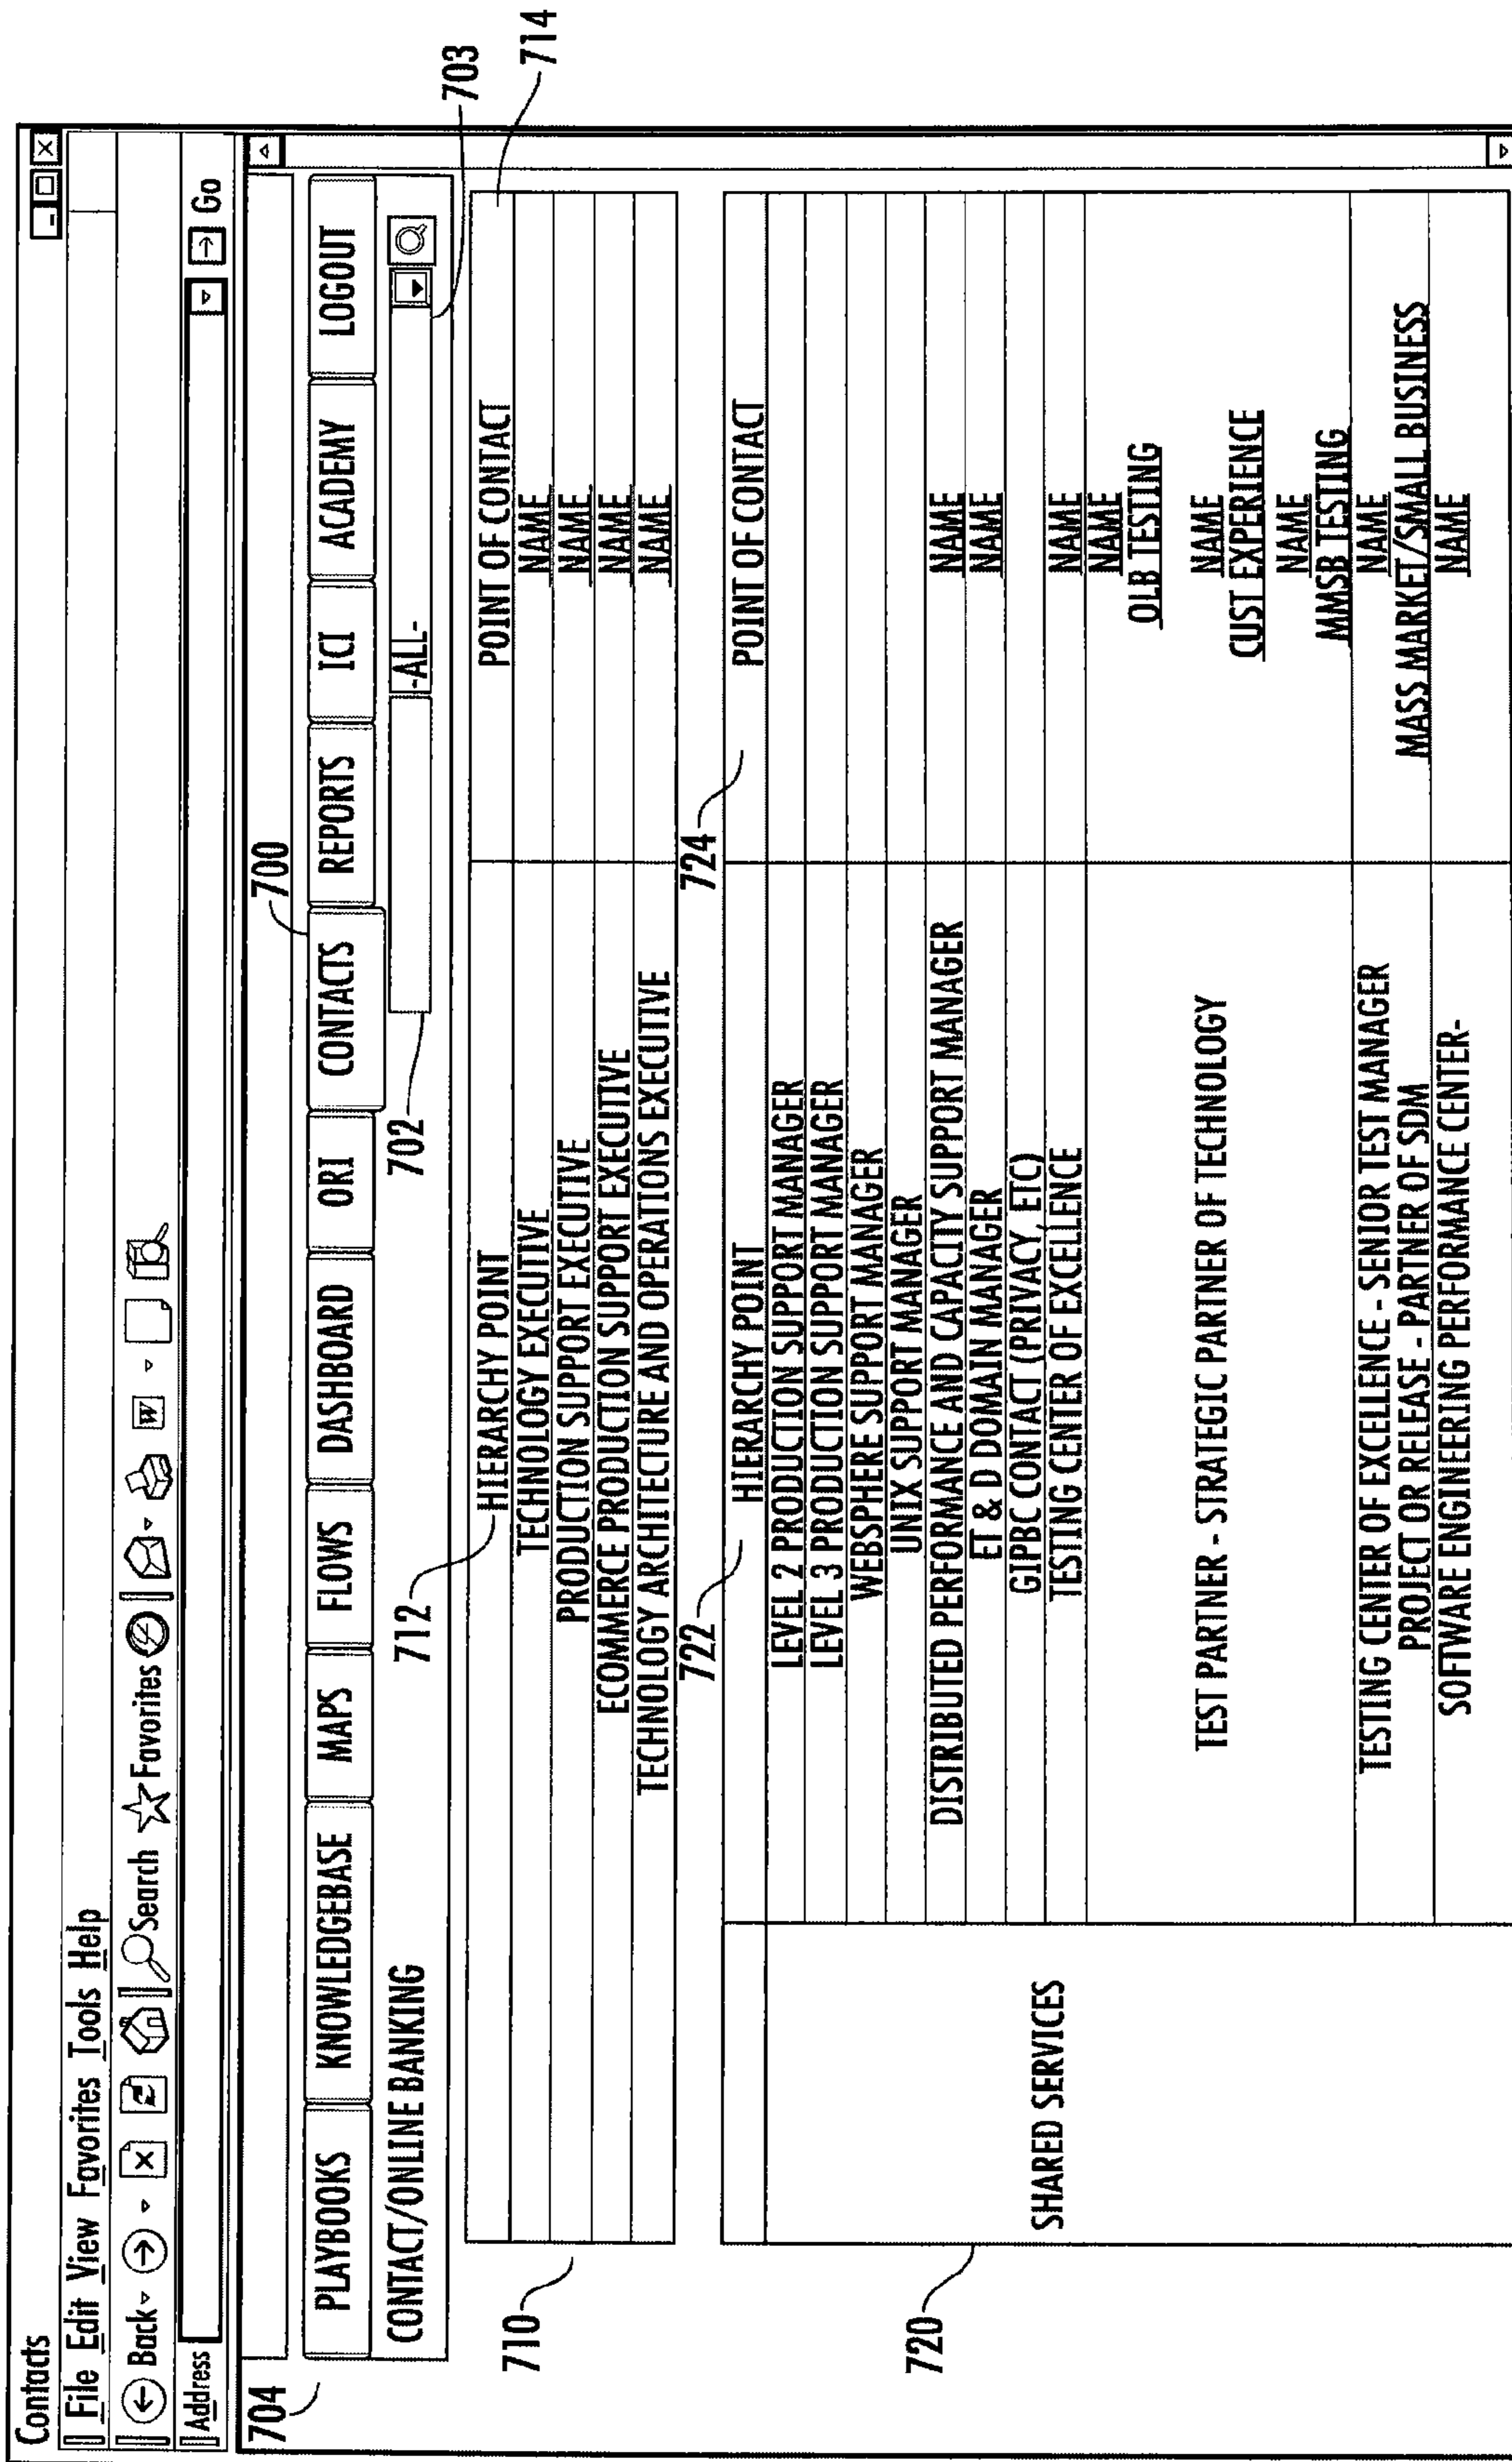 Contacts
File Edit View Favorites Tools Help
Back Search Favorites W
Address Go
704
700
PLAYBOOKS KNOWLEDGEBASE MAPS FLOWS DASHBOARD ORI CONTACTS REPORTS ICI ACADEMY LOGOUT
CONTACT/ONLINE BANKING -ALL-
702
703
712
714
HIERARCHY POINT POINT OF CONTACT
TECHNOLOGY EXECUTIVE NAME
PRODUCTION SUPPORT EXECUTIVE NAME
ECOMMERCE PRODUCTION SUPPORT EXECUTIVE NAME
TECHNOLOGY ARCHITECTURE AND OPERATIONS EXECUTIVE NAME
710
722
724
HIERARCHY POINT POINT OF CONTACT
LEVEL 2 PRODUCTION SUPPORT MANAGER
LEVEL 3 PRODUCTION SUPPORT MANAGER
WEBSPHERE SUPPORT MANAGER
UNIX SUPPORT MANAGER
DISTRIBUTED PERFORMANCE AND CAPACITY SUPPORT MANAGER NAME
ET & D DOMAIN MANAGER NAME
GIPBC CONTACT (PRIVACY, ETC)
TESTING CENTER OF EXCELLENCE NAME
720
SHARED SERVICES
NAME
OLB TESTING
TEST PARTNER - STRATEGIC PARTNER OF TECHNOLOGY NAME
CUST EXPERIENCE
NAME
MMSB TESTING
TESTING CENTER OF EXCELLENCE - SENIOR TEST MANAGER NAME
PROJECT OR RELEASE - PARTNER OF SDM MASS MARKET/SMALL BUSINESS
SOFTWARE ENGINEERING PERFORMANCE CENTER- NAME